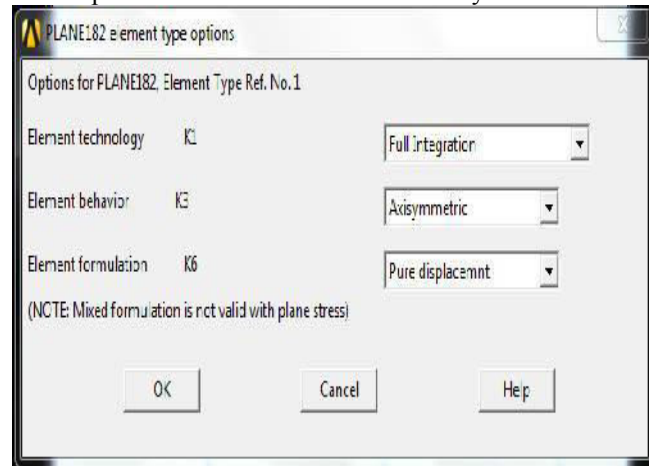 PLANE182 element type options
Options for PLANE182, Element Type Ref. No. 1
Element technology K1 Full Integration
Element behavior K3 Axisymmetric
Element formulation K6 Pure displacemnt
(NOTE: Mixed formulation is not valid with plane stress)
OK Cancel Help